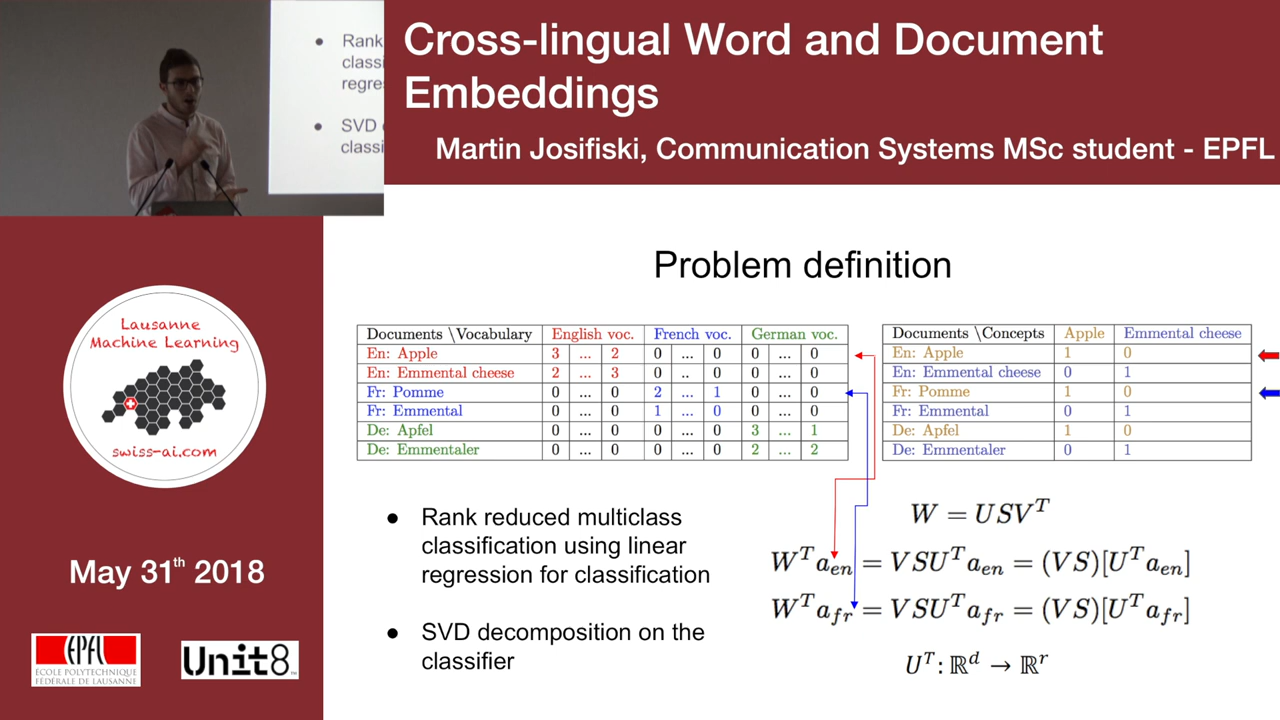 ● Rank
classi
regre
● SVD
classi
Cross-lingual Word and Document
Embeddings
Martin Josifiski, Communication Systems MSc student - EPFL
Lausanne
Machine Learning
swiss-ai.com
May 31th 2018
EPFL
ECOLE POLYTECHNIQUE
FÉDÉRALE DE LAUSANNE
Unit8
Problem definition
Documents \Vocabulary English voc. French voc. German voc.
En: Apple 3 ... 2 0 ... 0 0 ... 0
En: Emmental cheese 2 ... 3 0 .. 0 0 ... 0
Fr: Pomme 0 ... 0 2 ... 1 0 ... 0
Fr: Emmental 0 ... 0 1 ... 0 0 ... 0
De: Apfel 0 ... 0 0 ... 0 3 ... 1
De: Emmentaler 0 ... 0 0 ... 0 2 ... 2
Documents \Concepts Apple Emmental cheese
En: Apple 1 0
En: Emmental cheese 0 1
Fr: Pomme 1 0
Fr: Emmental 0 1
De: Apfel 1 0
De: Emmentaler 0 1
● Rank reduced multiclass
classification using linear
regression for classification
● SVD decomposition on the
classifier
W = USV^T
W^T a_en = VSU^T a_en = (VS)[U^T a_en]
W^T a_fr = VSU^T a_fr = (VS)[U^T a_fr]
U^T: ℝ^d → ℝ^r